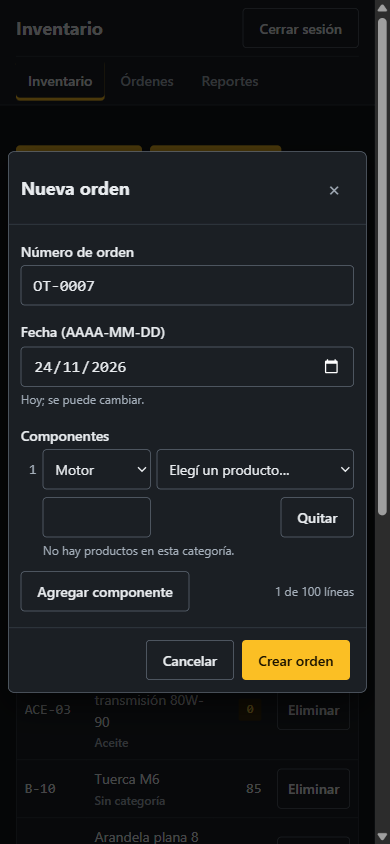 Inventario
Cerrar sesión
Inventario
Órdenes
Reportes
Nueva orden
×
Número de orden
OT-0007
Fecha (AAAA-MM-DD)
24/11/2026
Hoy; se puede cambiar.
Componentes
1
Motor
Elegí un producto...
Quitar
No hay productos en esta categoría.
Agregar componente
1 de 100 líneas
Cancelar
Crear orden
transmisión 80W-
ACE-03
90
0
Eliminar
Aceite
Tuerca M6
B-10
85
Eliminar
Sin categoría
Arandela plana 8